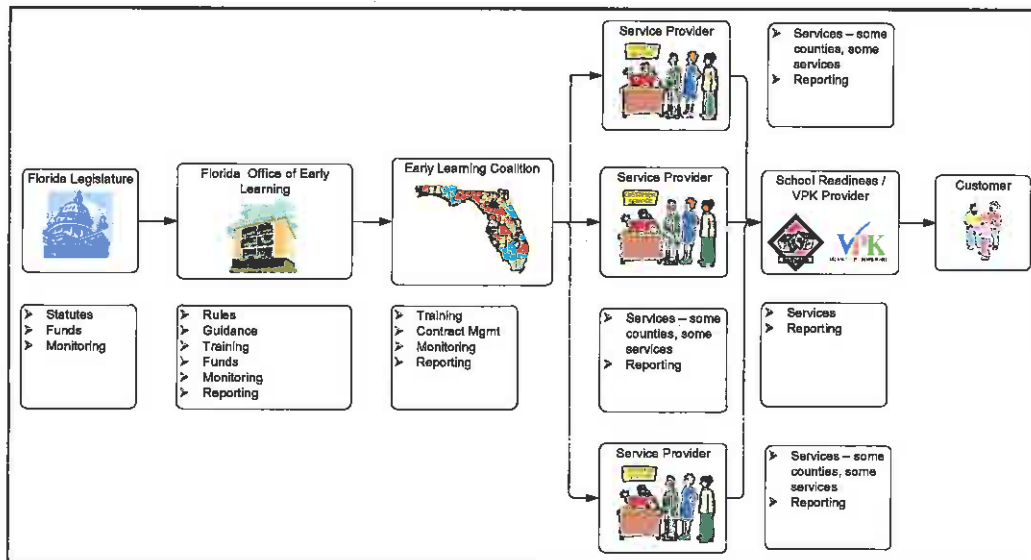 Service Provider
Services – some
counties, some
services
Reporting
Florida Legislature
Florida Office of Early
Learning
Early Learning Coalition
Service Provider
School Readiness /
VPK Provider
Customer
VPK
Statutes
Funds
Monitoring
Rules
Guidance
Training
Funds
Monitoring
Reporting
Training
Contract Mgmt
Monitoring
Reporting
Services – some
counties, some
services
Reporting
Services
Reporting
Service Provider
Services – some
counties, some
services
Reporting